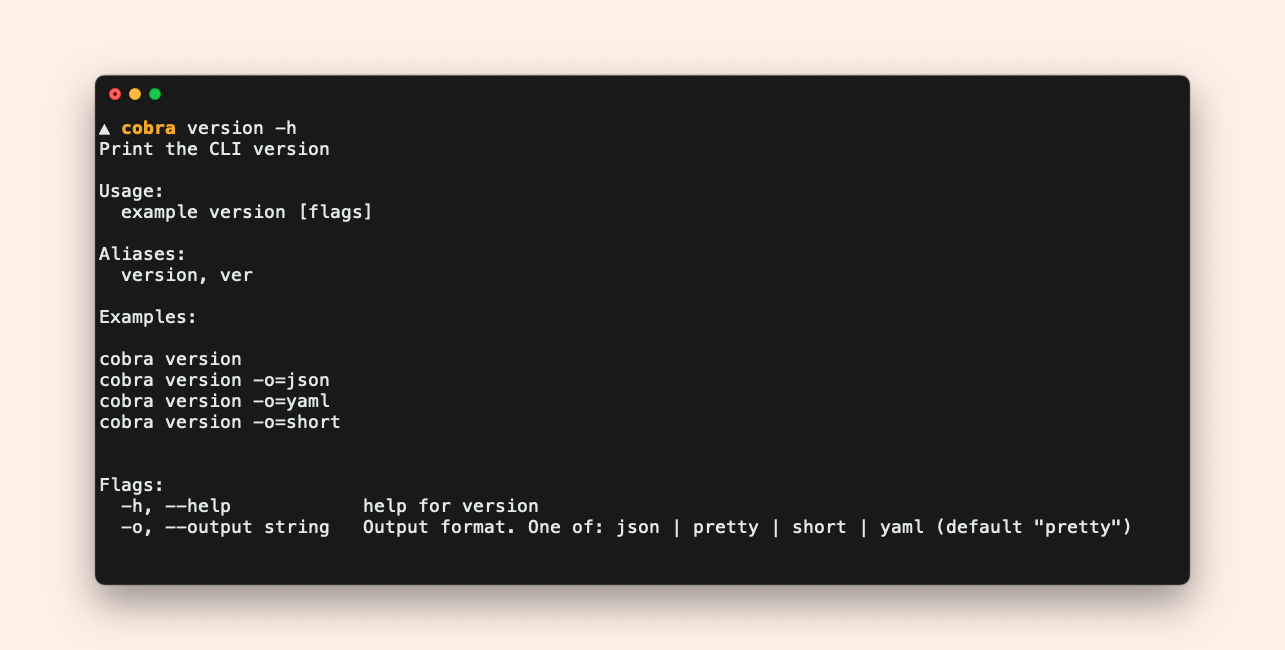 ▲ cobra version -h
Print the CLI version
Usage:
  example version [flags]
Aliases:
  version, ver
Examples:
cobra version
cobra version -o=json
cobra version -o=yaml
cobra version -o=short
Flags:
  -h, --help            help for version
  -o, --output string   Output format. One of: json | pretty | short | yaml (default "pretty")